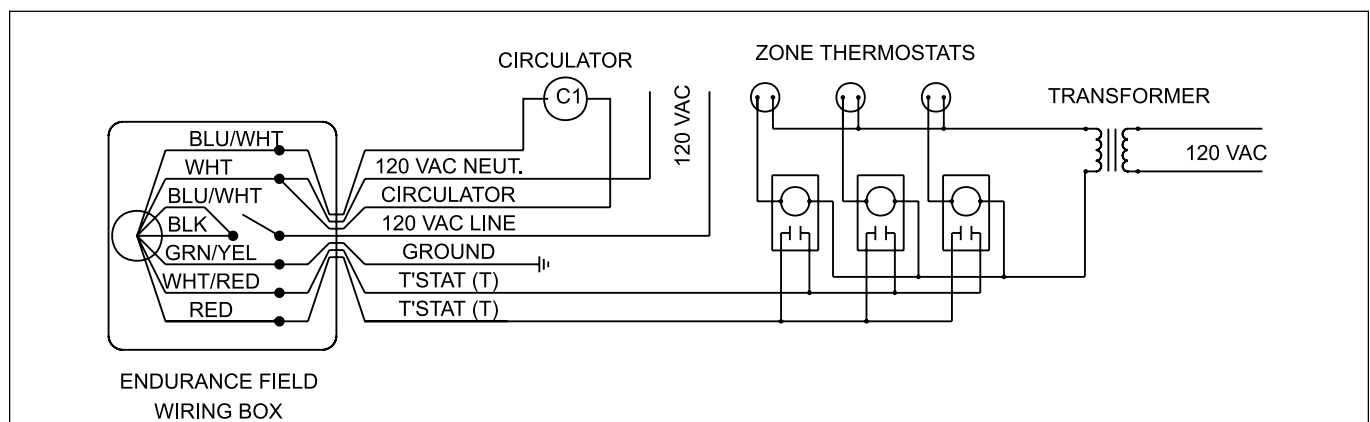 CIRCULATOR
C1
120 VAC
ZONE THERMOSTATS
TRANSFORMER
120 VAC
BLU/WHT
WHT
BLU/WHT
BLK
GRN/YEL
WHT/RED
RED
120 VAC NEUT.
CIRCULATOR
120 VAC LINE
GROUND
T'STAT (T)
T'STAT (T)
ENDURANCE FIELD
WIRING BOX